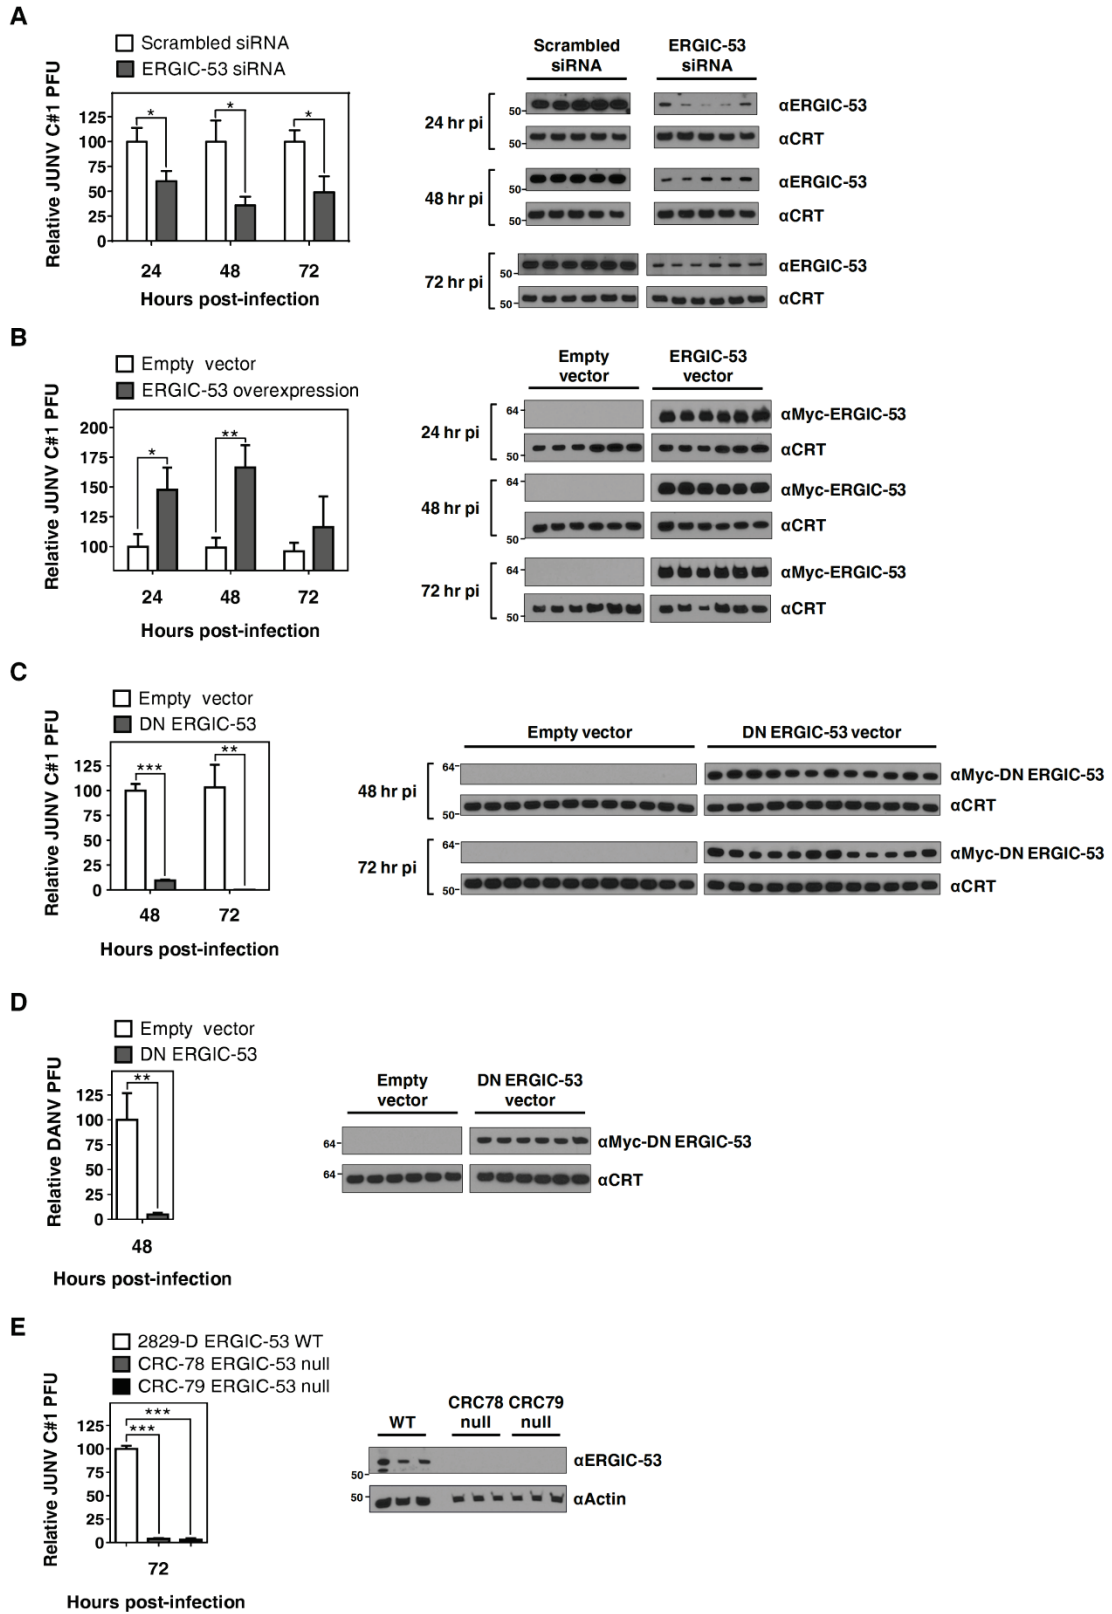 A
Scrambled siRNA
ERGIC-53 siRNA
Relative JUNV C#1 PFU
125
100
75
50
25
0
*
*
*
24 48 72
Hours post-infection
Scrambled siRNA
ERGIC-53 siRNA
24 hr pi
50
αERGIC-53
50
αCRT
48 hr pi
50
αERGIC-53
50
αCRT
72 hr pi
50
αERGIC-53
50
αCRT
B
Empty vector
ERGIC-53 overexpression
Relative JUNV C#1 PFU
200
175
150
125
100
*
**
24 48 72
Hours post-infection
Empty vector
ERGIC-53 vector
24 hr pi
64
αMyc-ERGIC-53
50
αCRT
48 hr pi
64
αMyc-ERGIC-53
50
αCRT
72 hr pi
64
αMyc-ERGIC-53
50
αCRT
C
Empty vector
DN ERGIC-53
Relative JUNV C#1 PFU
125
100
75
50
25
0
***
**
48 72
Hours post-infection
Empty vector
DN ERGIC-53 vector
48 hr pi
64
αMyc-DN ERGIC-53
50
αCRT
72 hr pi
64
αMyc-DN ERGIC-53
50
αCRT
D
Empty vector
DN ERGIC-53
Relative DANV PFU
125
100
75
50
25
0
**
48
Hours post-infection
Empty vector
DN ERGIC-53 vector
64
αMyc-DN ERGIC-53
64
αCRT
E
2829-D ERGIC-53 WT
CRC-78 ERGIC-53 null
CRC-79 ERGIC-53 null
Relative JUNV C#1 PFU
125
100
75
50
25
0
***
***
72
Hours post-infection
WT
CRC78 null
CRC79 null
50
αERGIC-53
50
αActin